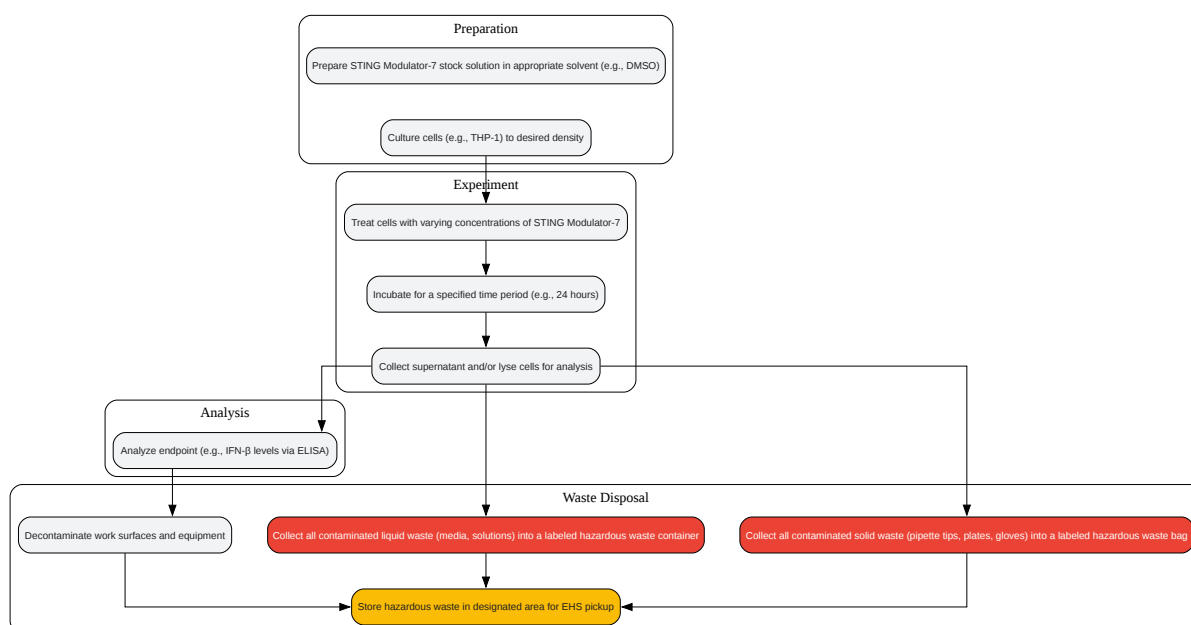 Preparation
Prepare STING Modulator-7 stock solution in appropriate solvent (e.g., DMSO)
Culture cells (e.g., THP-1) to desired density
Experiment
Treat cells with varying concentrations of STING Modulator-7
Incubate for a specified time period (e.g., 24 hours)
Collect supernatant and/or lyse cells for analysis
Analysis
Analyze endpoint (e.g., IFN-β levels via ELISA)
Waste Disposal
Decontaminate work surfaces and equipment
Collect all contaminated liquid waste (media, solutions) into a labeled hazardous waste container
Collect all contaminated solid waste (pipette tips, plates, gloves) into a labeled hazardous waste bag
Store hazardous waste in designated area for EHS pickup